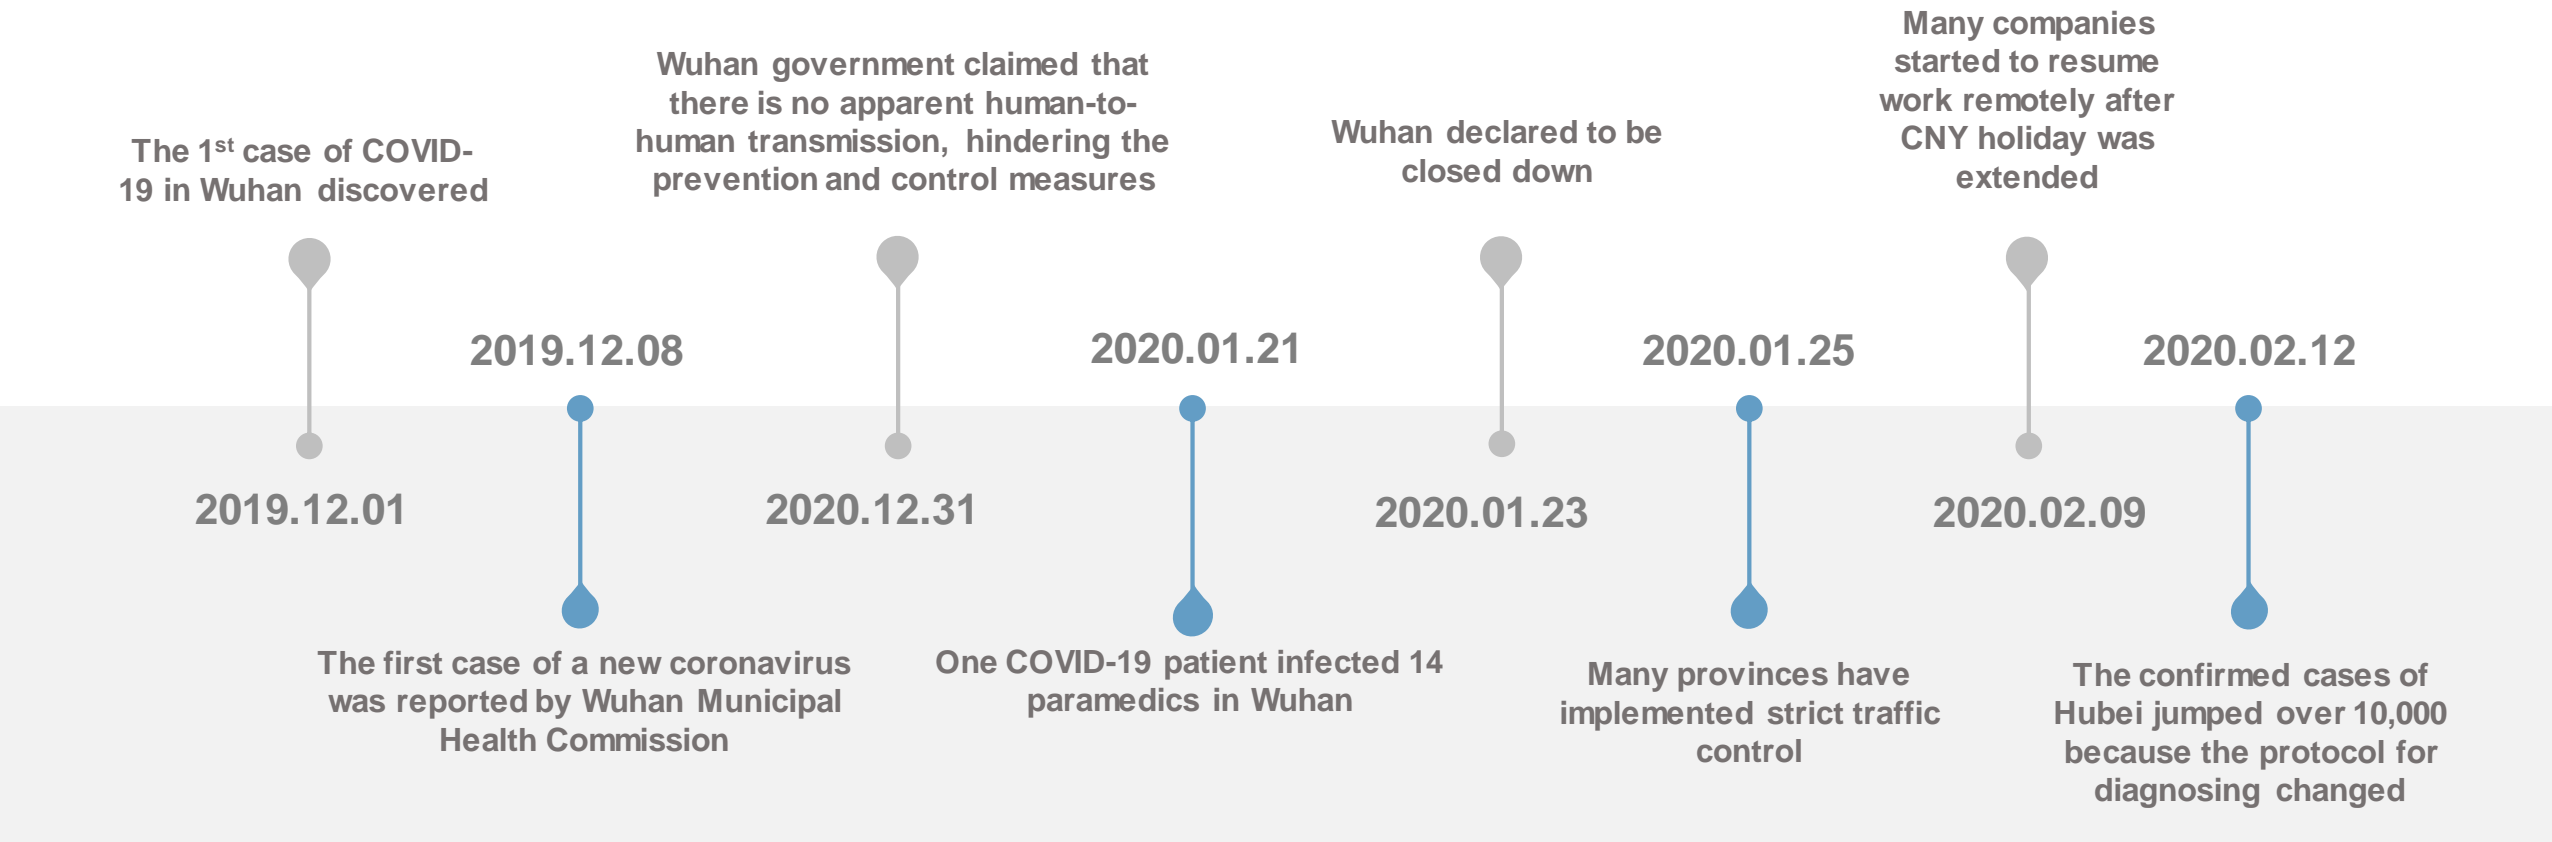 The 1st case of COVID-
19 in Wuhan discovered
2019.12.01
2019.12.08
The first case of a new coronavirus
was reported by Wuhan Municipal
Health Commission
Wuhan government claimed that
there is no apparent human-to-
human transmission, hindering the
prevention and control measures
2020.12.31
2020.01.21
One COVID-19 patient infected 14
paramedics in Wuhan
Wuhan declared to be
closed down
2020.01.23
2020.01.25
Many provinces have
implemented strict traffic
control
Many companies
started to resume
work remotely after
CNY holiday was
extended
2020.02.09
2020.02.12
The confirmed cases of
Hubei jumped over 10,000
because the protocol for
diagnosing changed